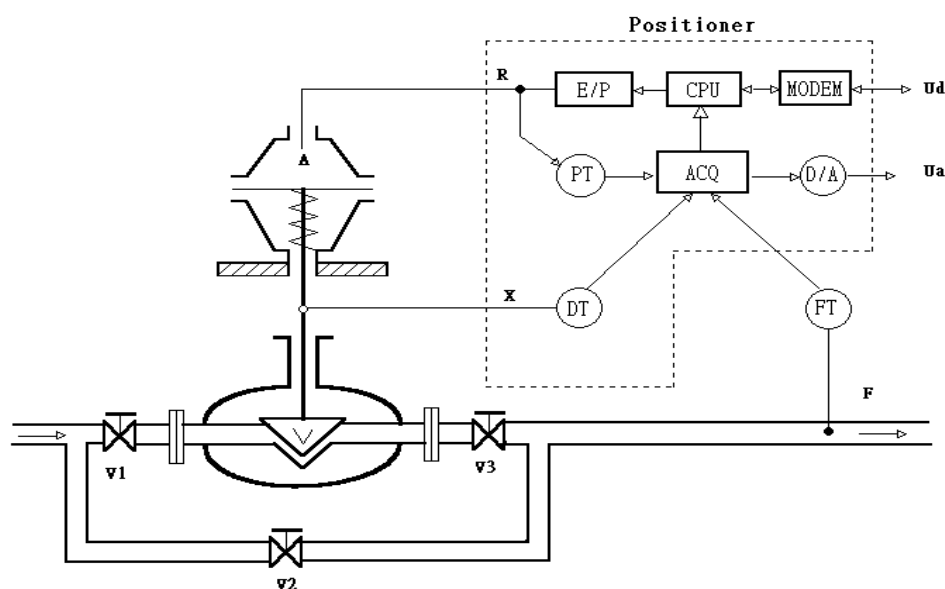 Positioner
R
E/P
CPU
MODEM
Ud
A
PT
ACQ
D/A
Ua
X
DT
FT
F
V
V1
V3
V2